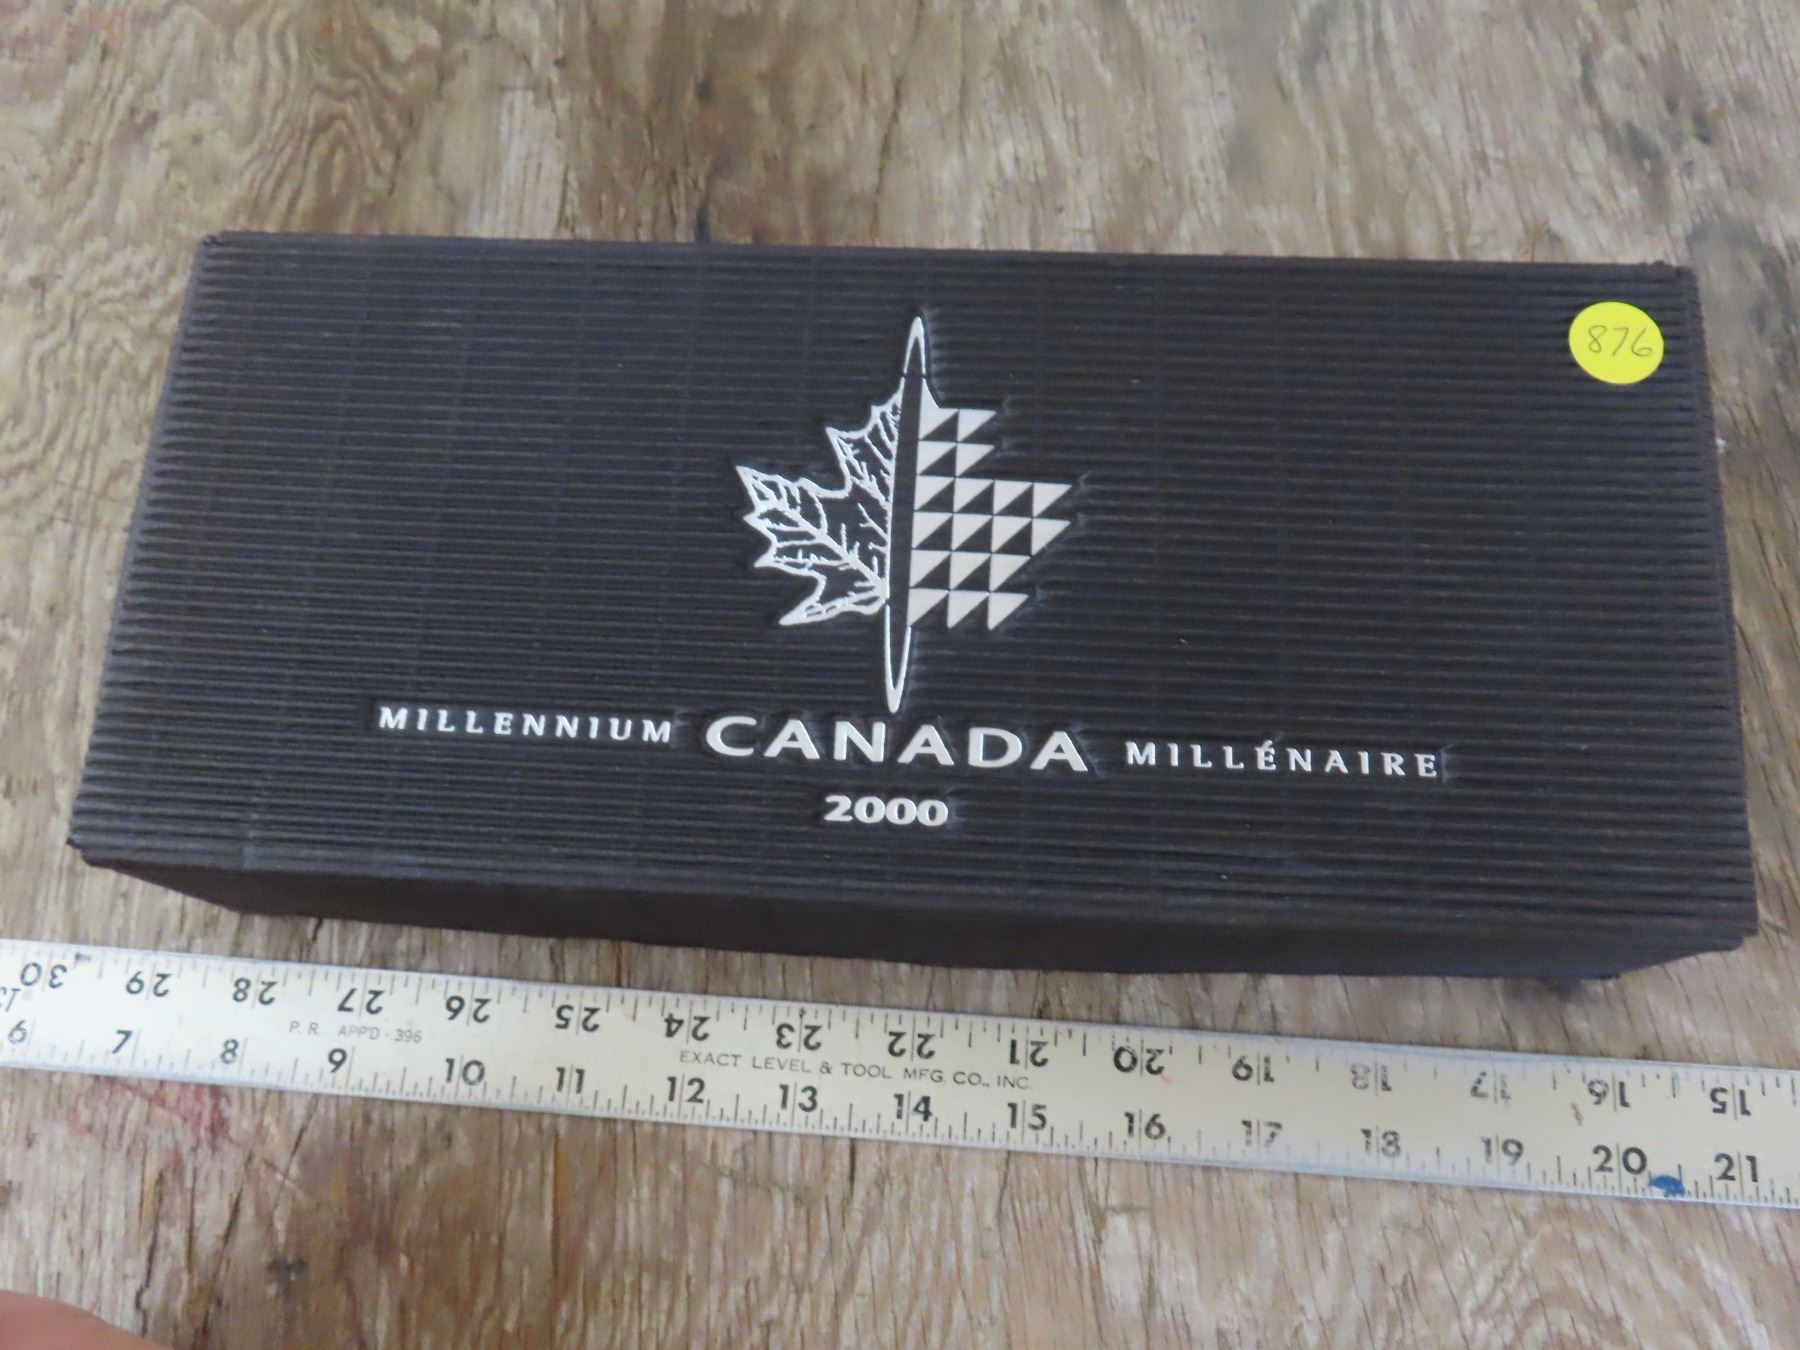 876
MILLENNIUM CANADA MILLÉNAIRE
2000
30 29 28 27 26 25 24 23 22 21 20 19 18 17 16 15
P. R. APP'D - 396
EXACT LEVEL & TOOL MFG. CO., INC.
6 7 8 9 10 11 12 13 14 15 16 17 18 19 20 21